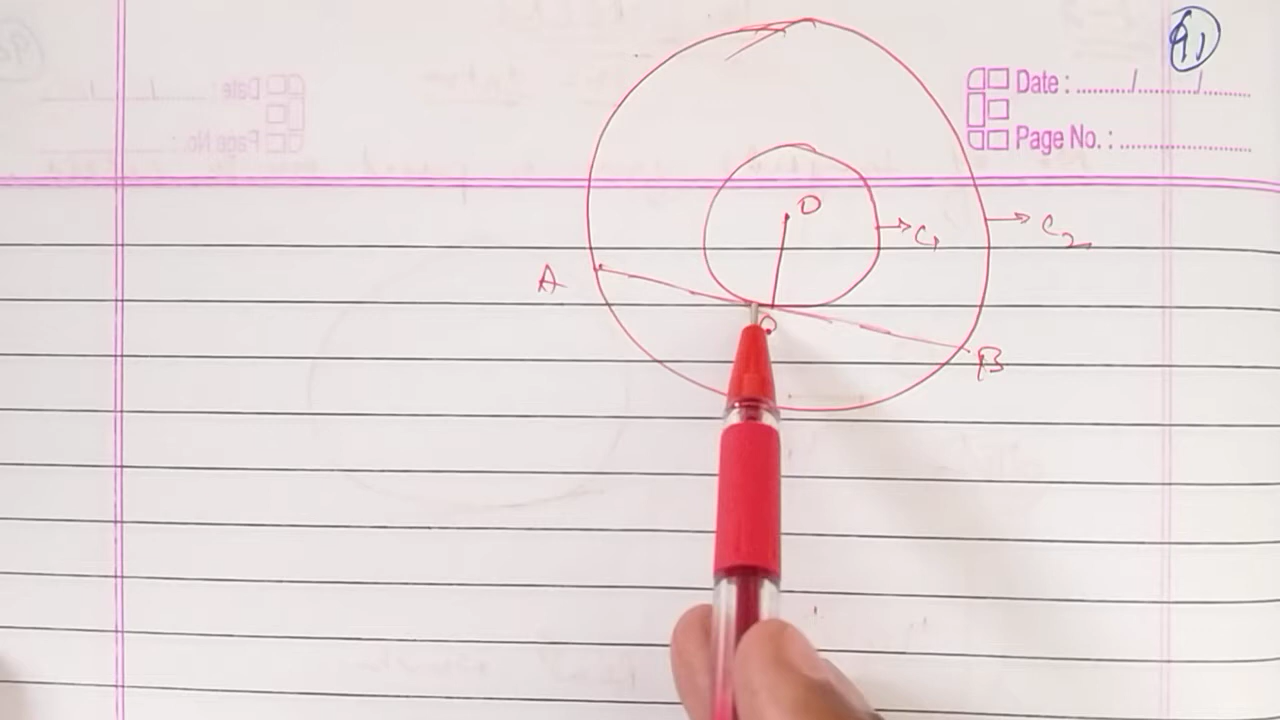 91
Date : ......../........../..........
Page No. : ......................
O
C1
C2
A
B